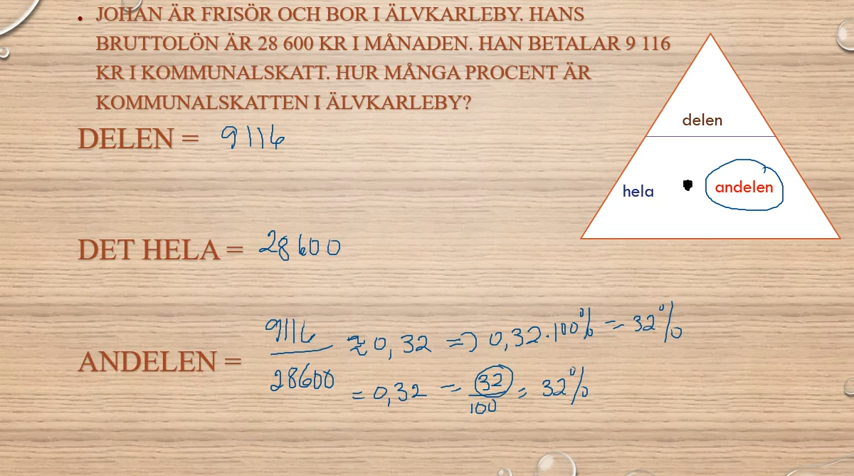 • JOHAN ÄR FRISÖR OCH BOR I ÄLVKARLEBY. HANS
BRUTTOLÖN ÄR 28 600 KR I MÅNADEN. HAN BETALAR 9 116
KR I KOMMUNALSKATT. HUR MÅNGA PROCENT ÄR
KOMMUNALSKATTEN I ÄLVKARLEBY?
delen
hela • andelen
DELEN = 9116
DET HELA = 28600
ANDELEN = 9116/28600 ≈ 0,32 => 0,32·100% = 32%
= 0,32 = 32/100 = 32%